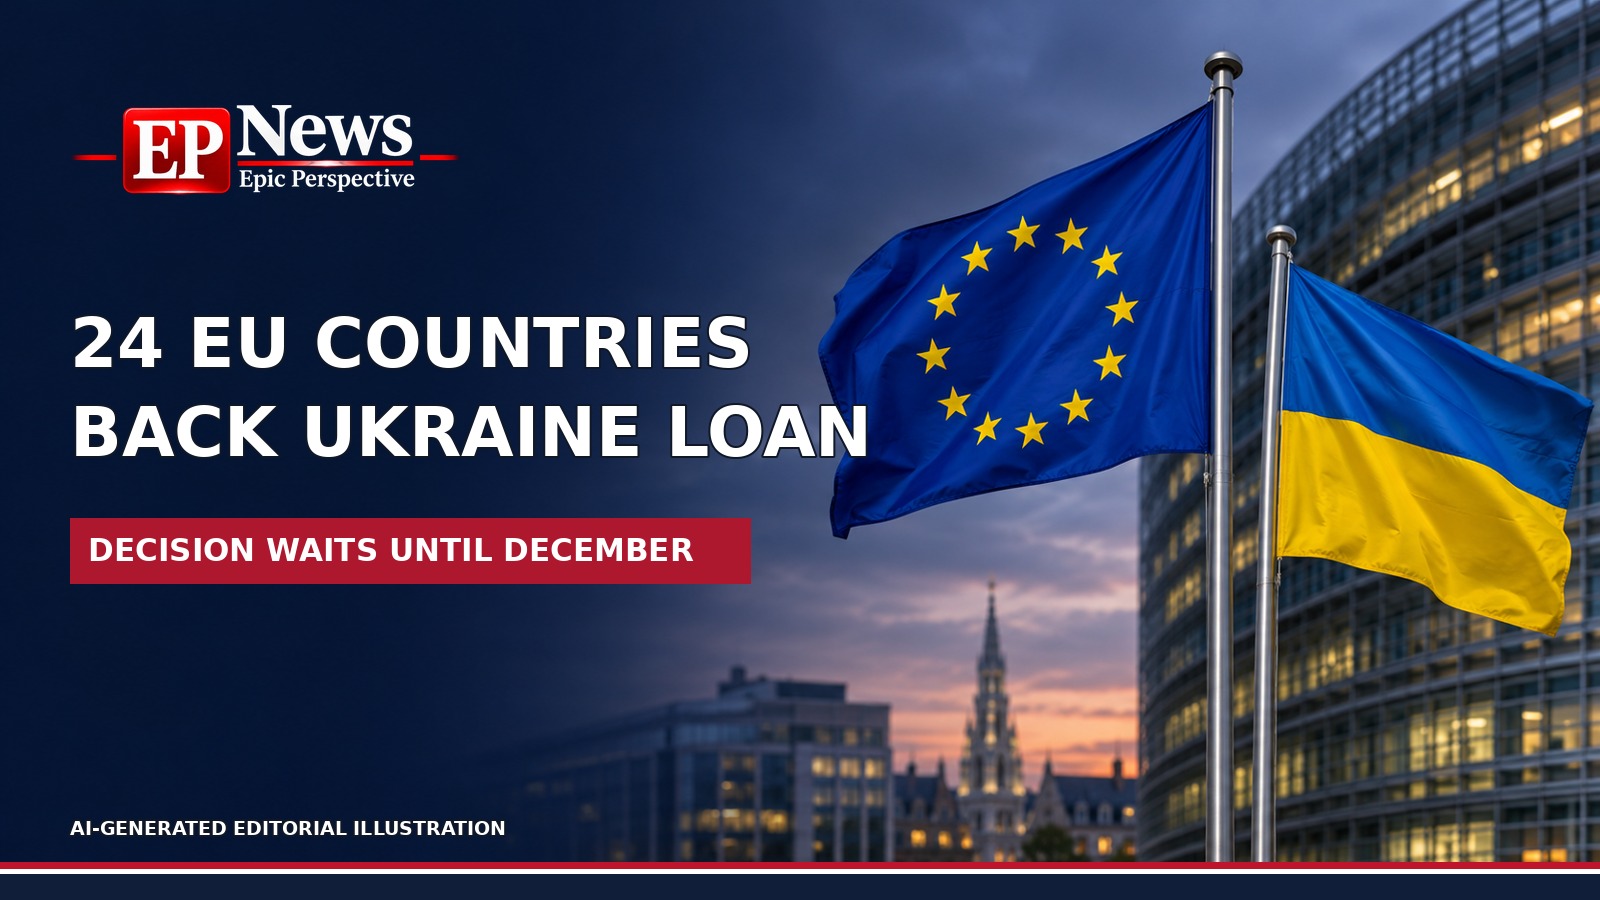 EP News
Epic Perspective
24 EU COUNTRIES
BACK UKRAINE LOAN
DECISION WAITS UNTIL DECEMBER
AI-GENERATED EDITORIAL ILLUSTRATION